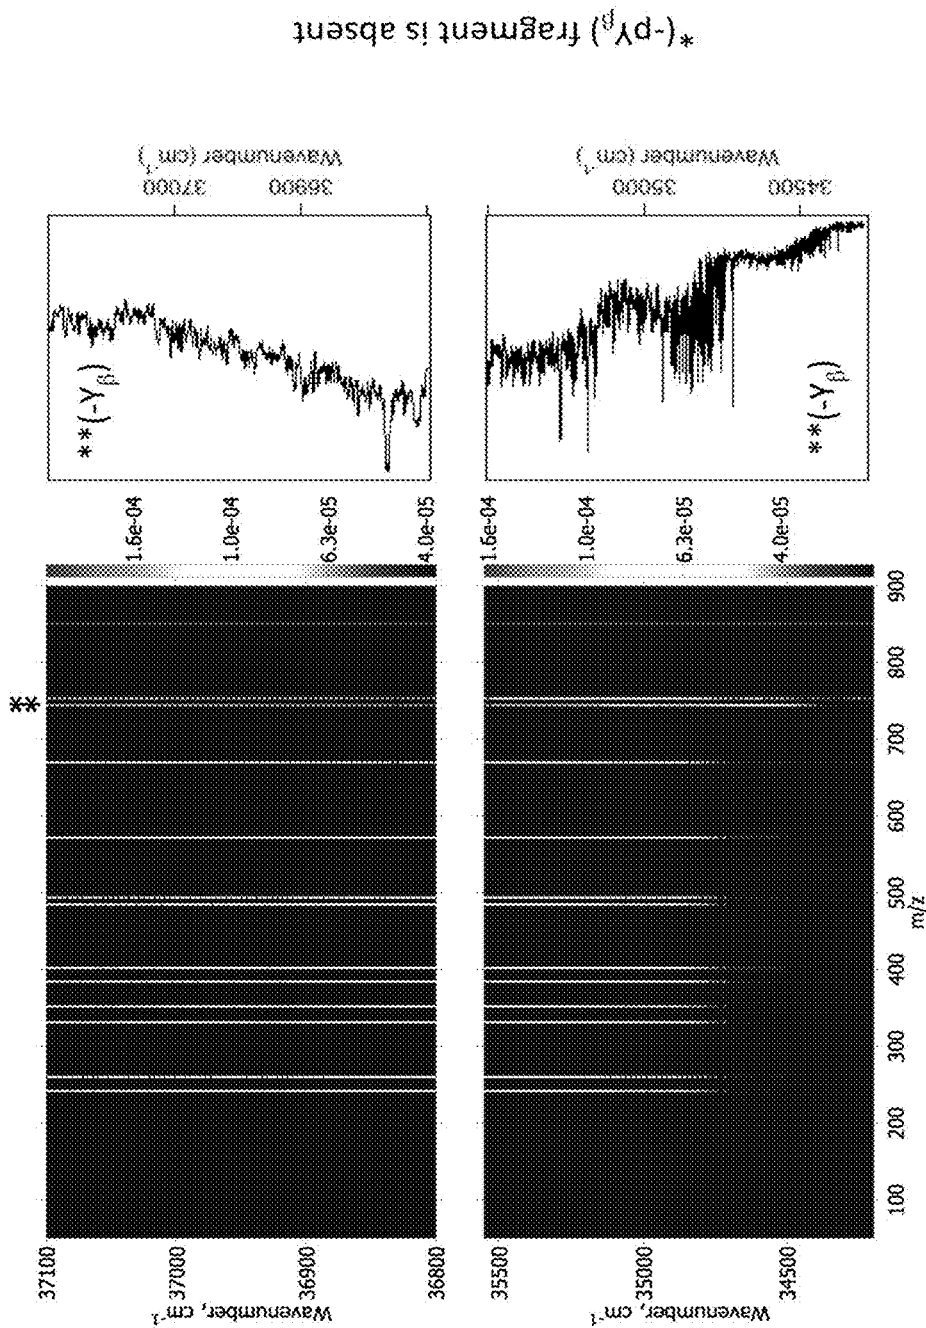 *(-pYβ) fragment is absent
**
37100
37000
36900
36800
Wavenumber, cm-1
1.6e-04
1.0e-04
6.3e-05
4.0e-05
**(-Yβ)
37000
36900
Wavenumber (cm-1)
35500
35000
34500
Wavenumber, cm-1
100
200
300
400
500
600
700
800
900
m/z
1.6e-04
1.0e-04
6.3e-05
4.0e-05
**(-Yβ)
35000
34500
Wavenumber (cm-1)